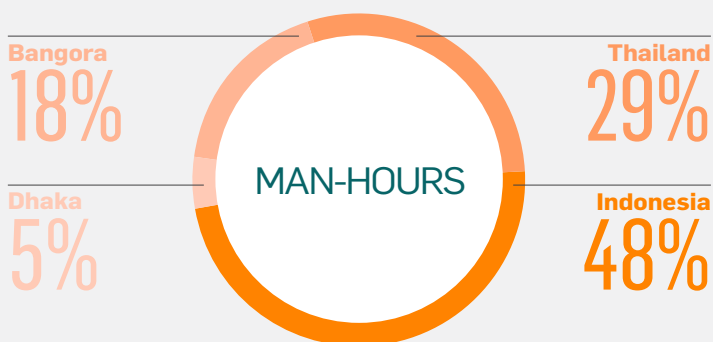 Bangora
18%
Thailand
29%
MAN-HOURS
Dhaka
5%
Indonesia
48%